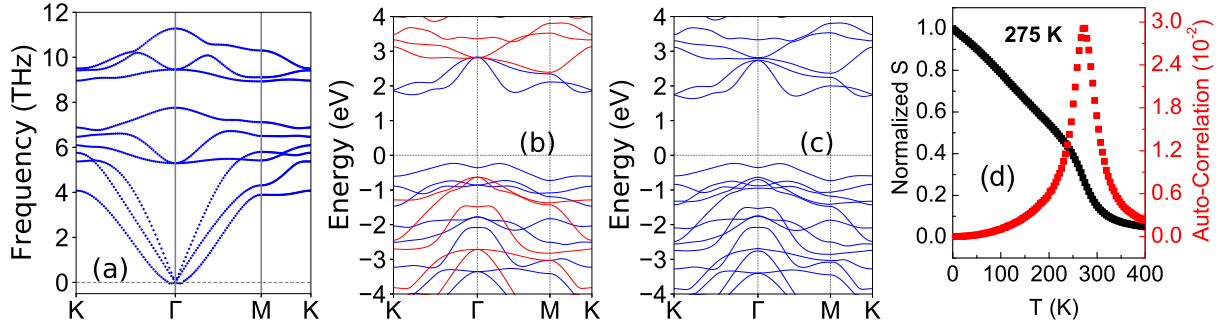 Frequency (THz)
12
10
8
6
4
2
0
(a)
K
Γ
M
K
Energy (eV)
4
3
2
1
0
−1
−2
−3
−4
(b)
K
Γ
M
K
Energy (eV)
4
3
2
1
0
−1
−2
−3
−4
(c)
K
Γ
M
K
Normalized S
1.0
0.8
0.6
0.4
0.2
0.0
275 K
(d)
0
100
200
300
400
T (K)
3.0
2.4
1.8
1.2
0.6
0.0
Auto-Correlation (10⁻²)